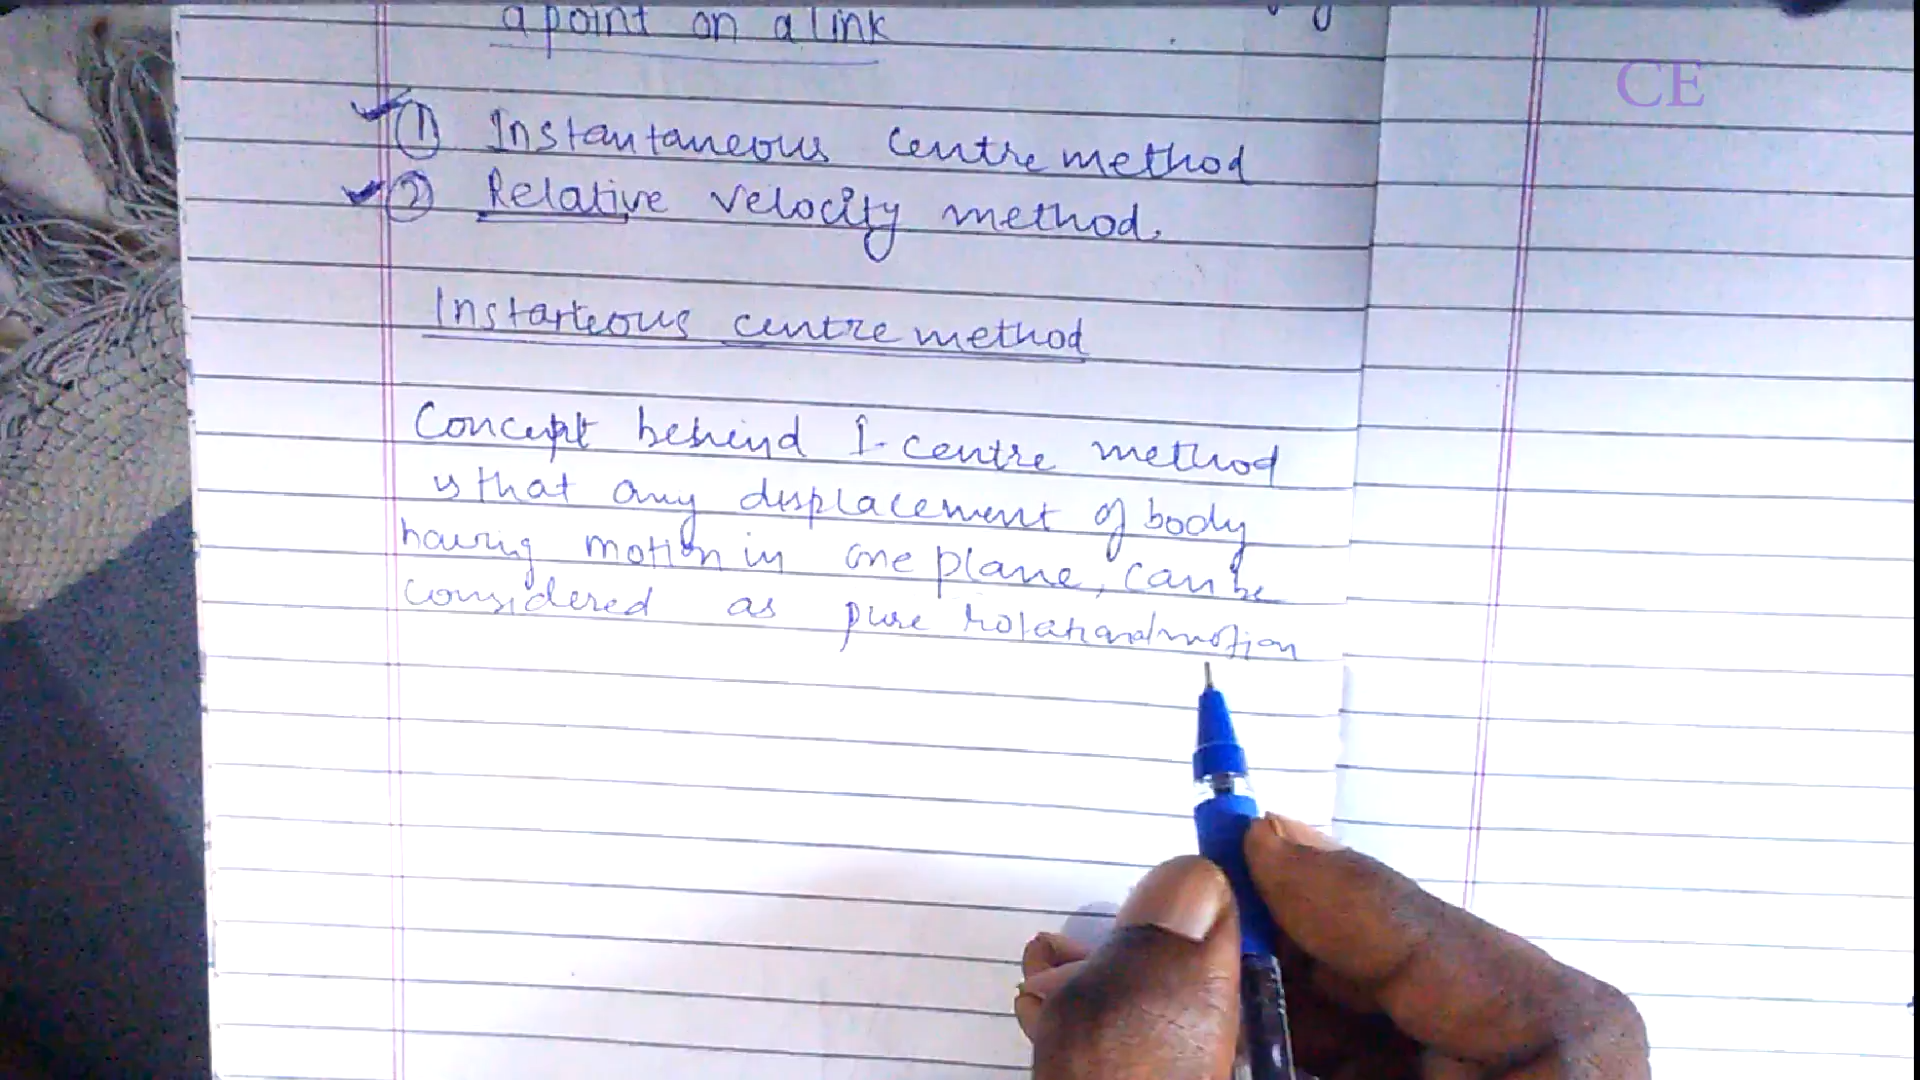 a point on a link
CE
① Instantaneous Centre method
② Relative velocity method.
Instarteous centre method
Concept behind I-centre method
is that any displacement of body
having motion in one plane, can be
considered as pure rotational motion